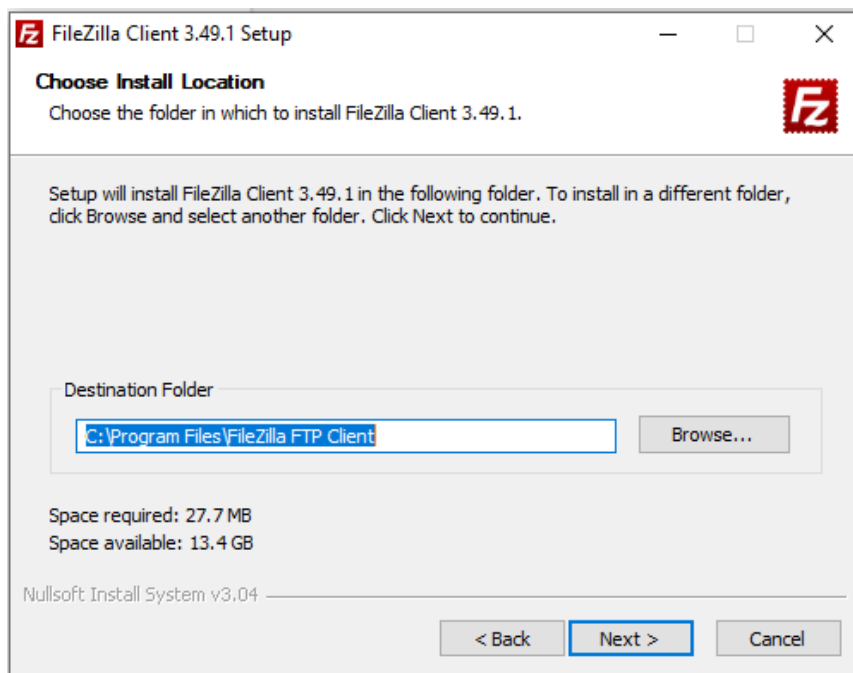 FileZilla Client 3.49.1 Setup
Choose Install Location
Choose the folder in which to install FileZilla Client 3.49.1.
Setup will install FileZilla Client 3.49.1 in the following folder. To install in a different folder,
click Browse and select another folder. Click Next to continue.
Destination Folder
C:\Program Files\FileZilla FTP Client
Browse...
Space required: 27.7 MB
Space available: 13.4 GB
Nullsoft Install System v3.04
< Back
Next >
Cancel